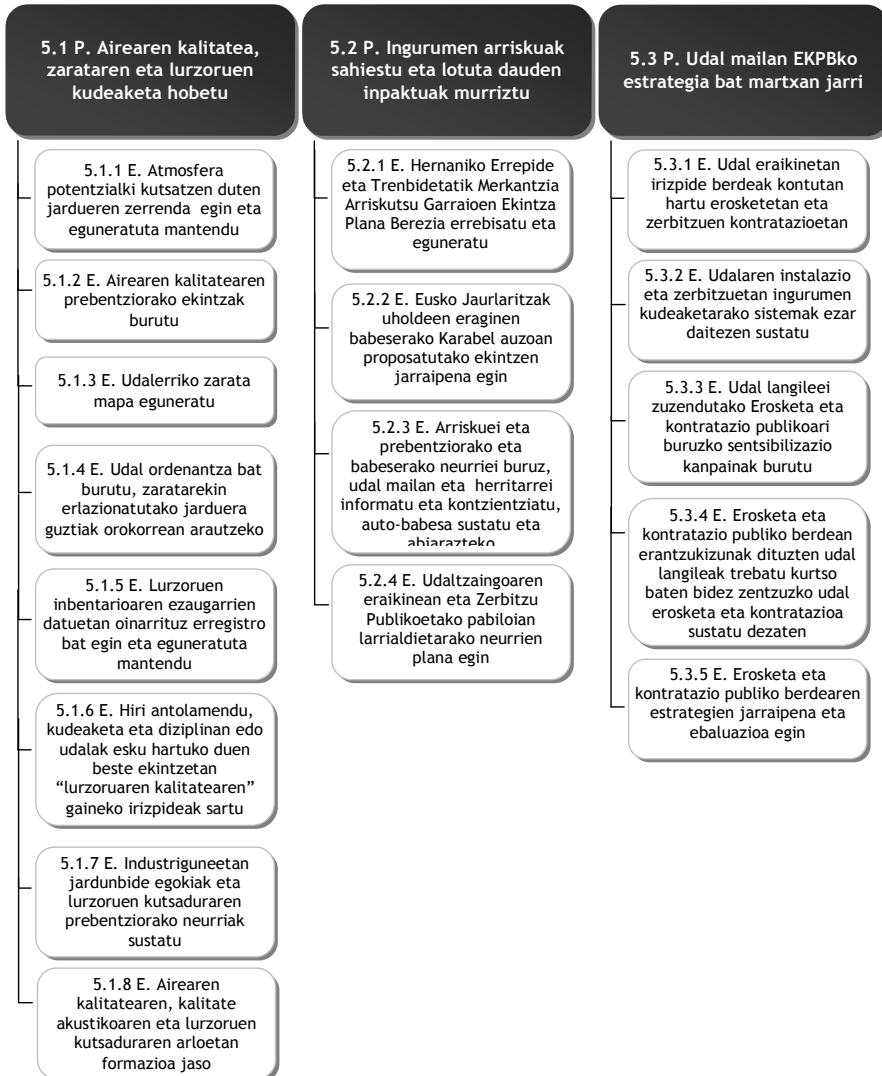 5.1 P. Airearen kalitatea,
zarataren eta lurzoruen
kudeaketa hobetu
5.1.1 E. Atmosfera
potentzialki kutsatzen duten
jardueren zerrenda egin eta
eguneratuta mantendu
5.1.2 E. Airearen kalitatearen
prebentziorako ekintzak
burutu
5.1.3 E. Udalerriko zarata
mapa eguneratu
5.1.4 E. Udal ordenantza bat
burutu, zaratarekin
erlazionatutako jarduera
guztiak orokorrean arautzeko
5.1.5 E. Lurzoruen
inbentarioaren ezaugarrien
datuetan oinarrituz erregistro
bat egin eta eguneratuta
mantendu
5.1.6 E. Hiri antolamendu,
kudeaketa eta diziplinan edo
udalak esku hartuko duen
beste ekintzetan
“lurzoruaren kalitatearen”
gaineko irizpideak sartu
5.1.7 E. Industriguneetan
jardunbide egokiak eta
lurzoruen kutsaduraren
prebentziorako neurriak
sustatu
5.1.8 E. Airearen
kalitatearen, kalitate
akustikoaren eta lurzoruen
kutsaduraren arloetan
formazioa jaso
5.2 P. Ingurumen arriskuak
sahiestu eta lotuta dauden
inpaktuak murriztu
5.2.1 E. Hernaniko Errepide
eta Trenbidetatik Merkantzia
Arriskutsu Garraioen Ekintza
Plana Berezia errebisatu eta
eguneratu
5.2.2 E. Eusko Jaurlaritzak
uholdeen eraginen
babeserako Karabel auzoan
proposatutako ekintzen
jarraipena egin
5.2.3 E. Arriskuei eta
prebentziorako eta
babeserako neurriei buruz,
udal mailan eta herritarrei
informatu eta kontzientziatu,
auto-babesa sustatu eta
abiarazteko
5.2.4 E. Udaltzaingoaren
eraikinean eta Zerbitzu
Publikoetako pabiloian
larrialdietarako neurrien
plana egin
5.3 P. Udal mailan EKPBko
estrategia bat martxan jarri
5.3.1 E. Udal eraikinetan
irizpide berdeak kontutan
hartu erosketetan eta
zerbitzuen kontratazioetan
5.3.2 E. Udalaren instalazio
eta zerbitzuetan ingurumen
kudeaketarako sistemak ezar
daitezen sustatu
5.3.3 E. Udal langileei
zuzendutako Erosketa eta
kontratazio publikoari
buruzko sentsibilizazio
kanpainak burutu
5.3.4 E. Erosketa eta
kontratazio publiko berdean
erantzukizunak dituzten udal
langileak trebatu kurtso
baten bidez zentzuzko udal
erosketa eta kontratazioa
sustatu dezaten
5.3.5 E. Erosketa eta
kontratazio publiko berdearen
estrategien jarraipena eta
ebaluazioa egin